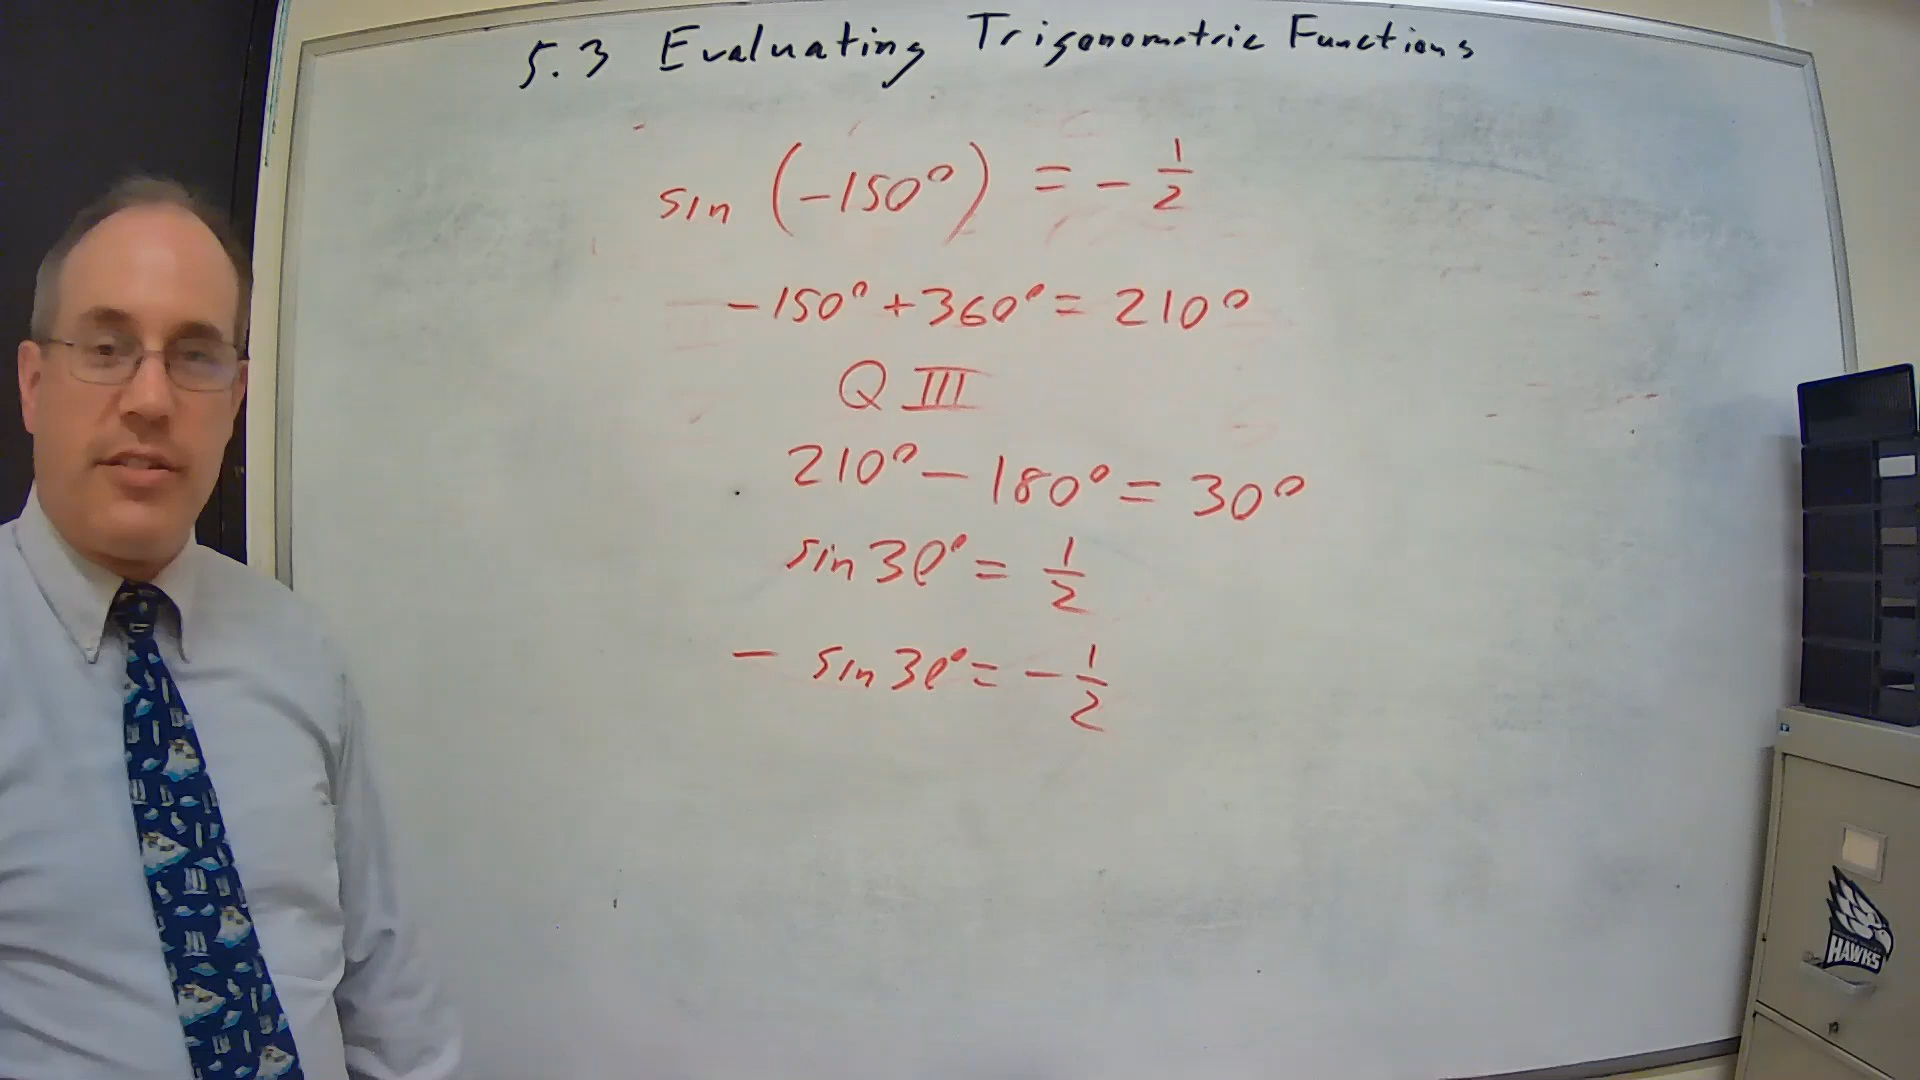 5.3 Evaluating Trigonometric Functions
sin (-150°) = - 1/2
-150° + 360° = 210°
Q III
210° - 180° = 30°
sin 30° = 1/2
- sin 30° = - 1/2
HAWKS